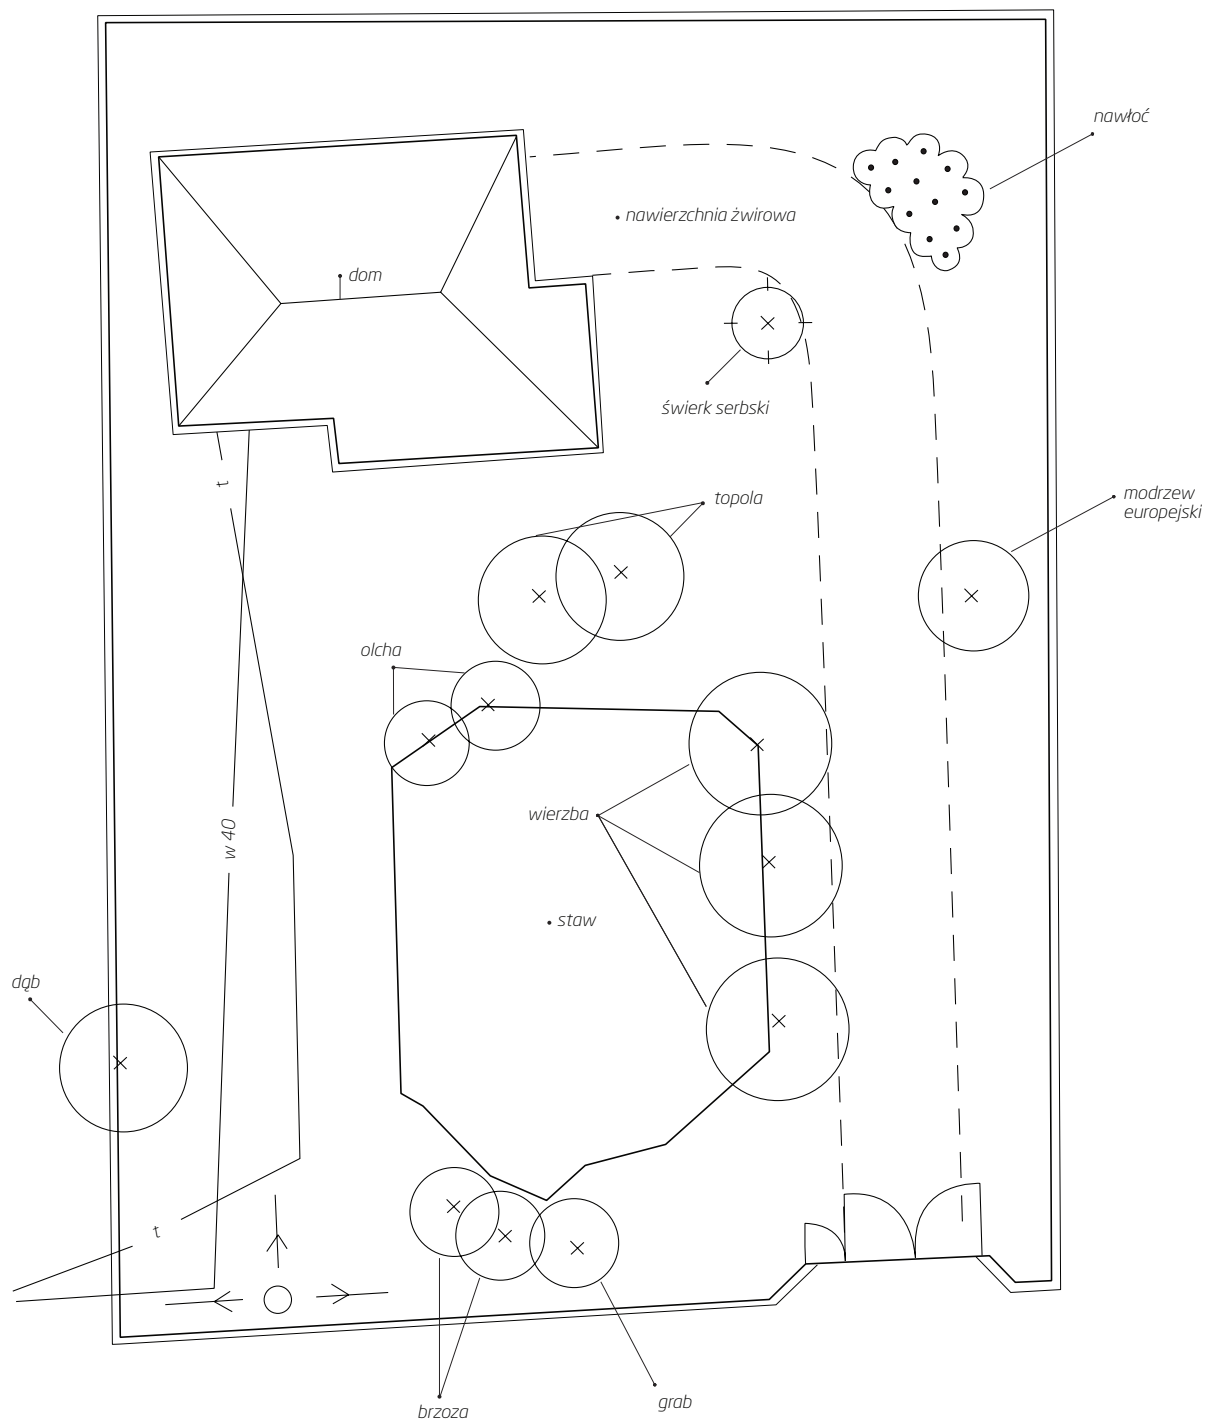 nawłoć
nawierzchnia żwirowa
dom
świerk serbski
t
topola
modrzew
europejski
olcha
wierzba
w 40
staw
dąb
t
grab
brzoza